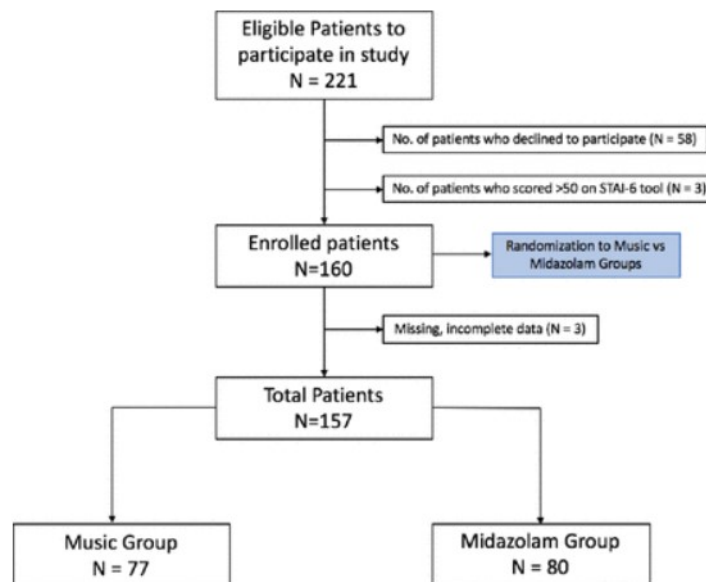 Eligible Patients to
participate in study
N = 221
No. of patients who declined to participate (N = 58)
No. of patients who scored >50 on STAI-6 tool (N = 3)
Enrolled patients
N=160
Randomization to Music vs
Midazolam Groups
Missing, incomplete data (N = 3)
Total Patients
N=157
Music Group
N = 77
Midazolam Group
N = 80